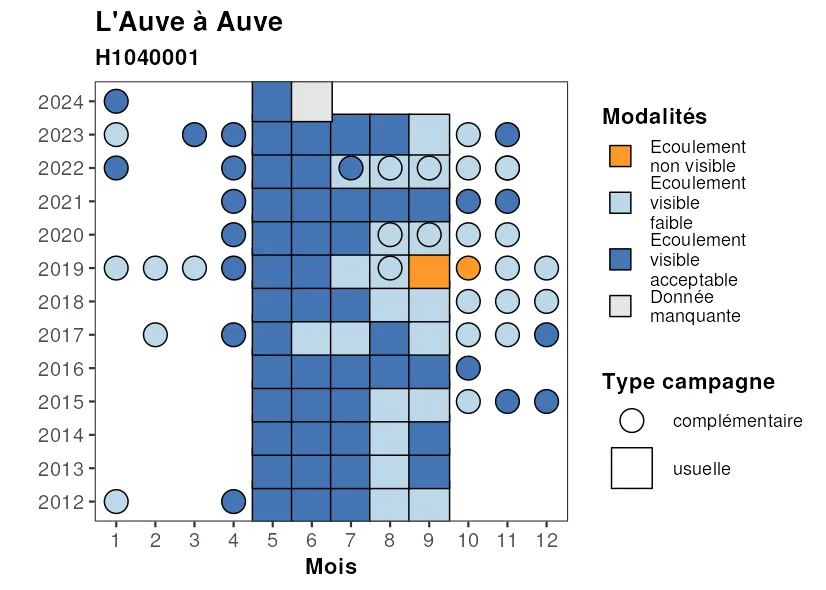 L'Auve à Auve
H1040001
2024
2023
2022
2021
2020
2019
2018
2017
2016
2015
2014
2013
2012
1 2 3 4 5 6 7 8 9 10 11 12
Mois
Modalités
Ecoulement
non visible
Ecoulement
visible
faible
Ecoulement
visible
acceptable
Donnée
manquante
Type campagne
complémentaire
usuelle